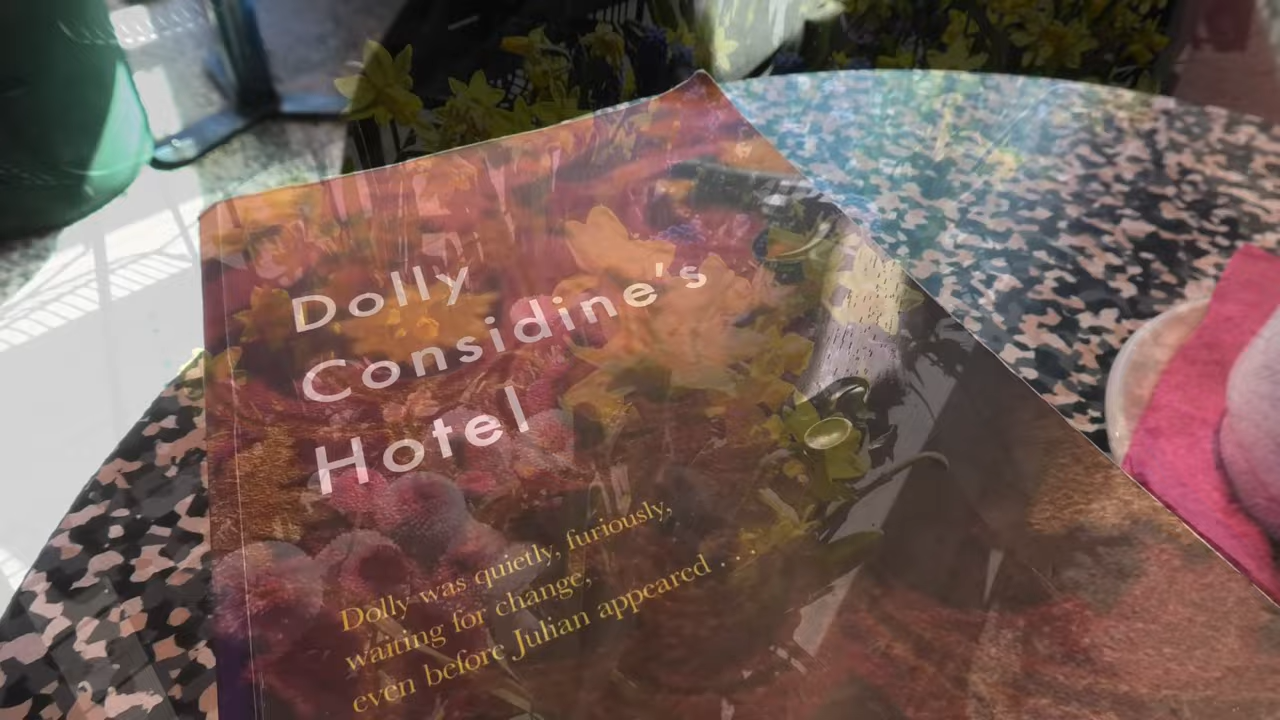 Dolly
Considine's
Hotel
Dolly was quietly, furiously,
waiting for change,
even before Julian appeared . . .